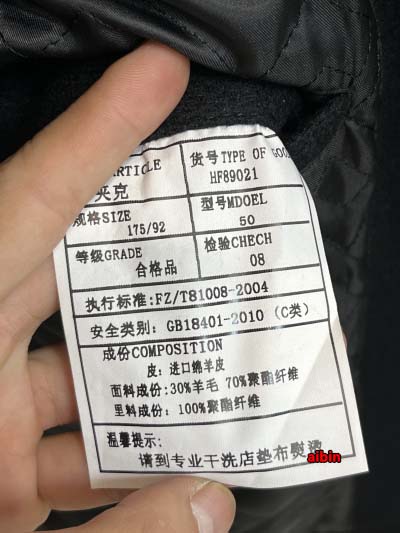 ARTICLE
夹克
货号TYPE OF GOO
HF89021
规格SIZE
175/92
型号MDOEL
50
等级GRADE
合格品
检验CHECH
08
执行标准:FZ/T81008-2004
安全类别: GB18401-2010 (C类)
成份COMPOSITION
皮: 进口绵羊皮
面料成份:30%羊毛 70%聚酯纤维
里料成份: 100%聚酯纤维
温馨提示:
请到专业干洗店垫布熨烫
aibin